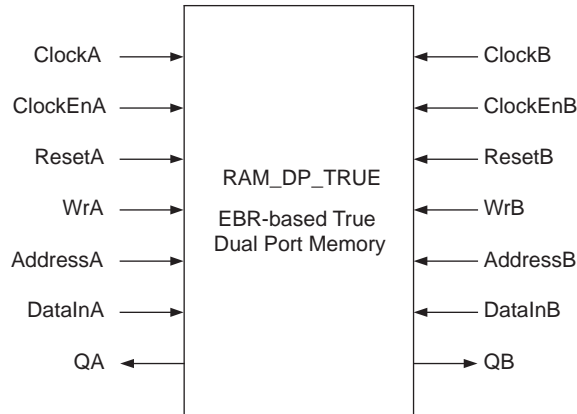 ClockA
ClockEnA
ResetA
WrA
AddressA
DataInA
QA
RAM_DP_TRUE
EBR-based True
Dual Port Memory
ClockB
ClockEnB
ResetB
WrB
AddressB
DataInB
QB